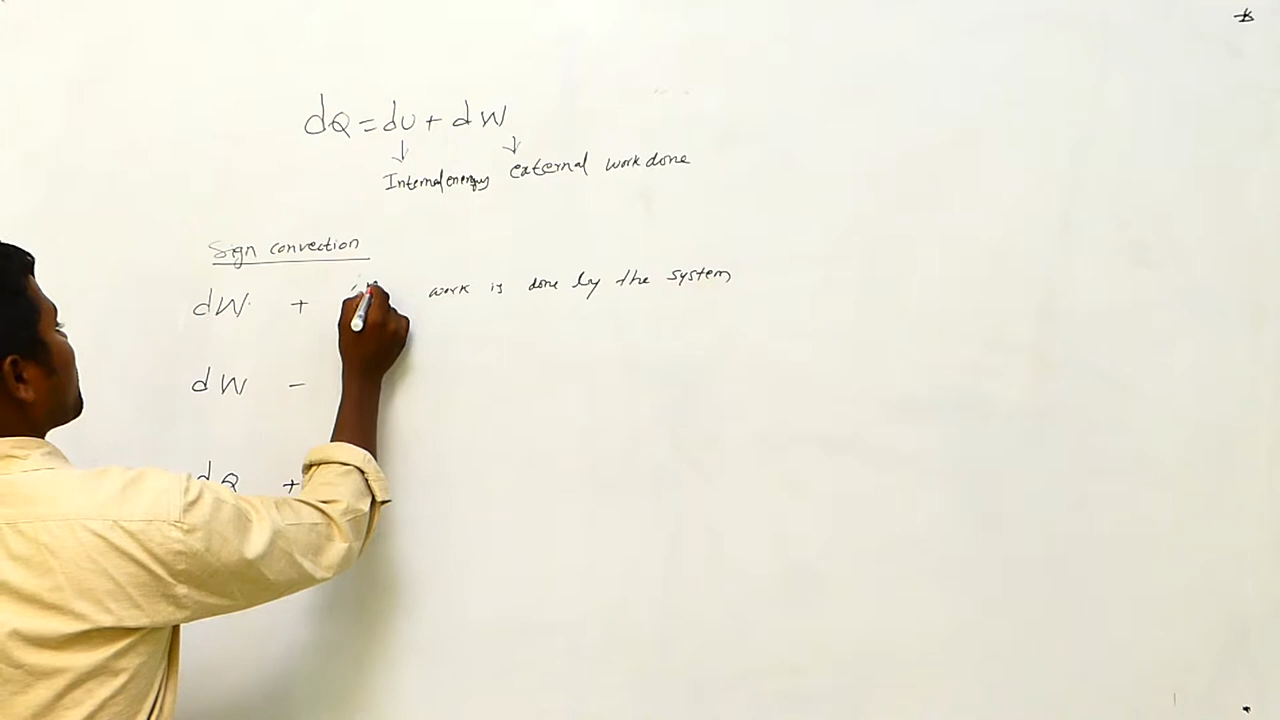 dQ = dU + dW
↓ ↓
Internal energy external work done
Sign convection
dW + work is done by the system
dW -
dQ +